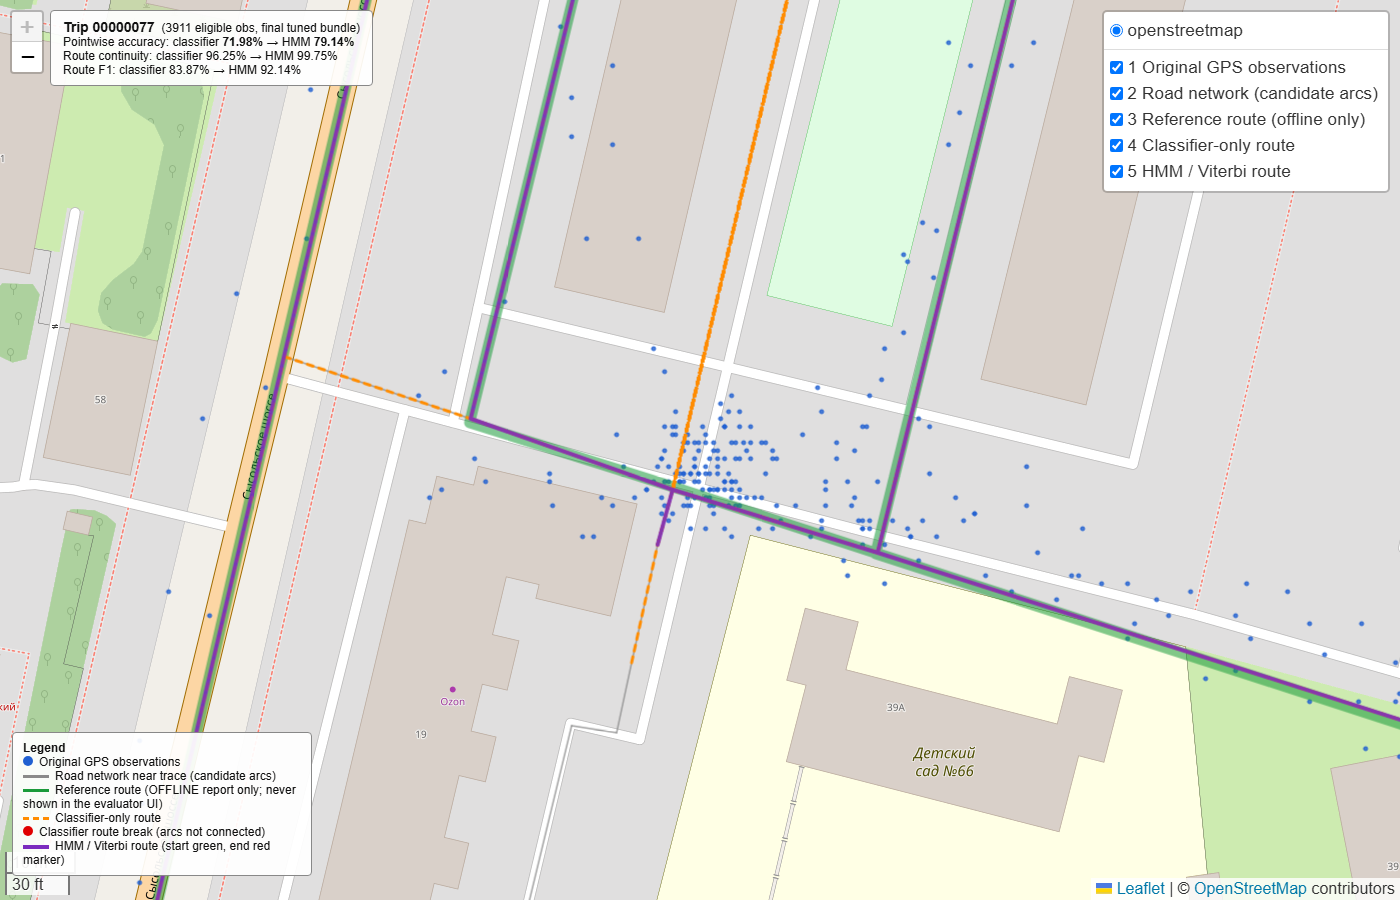 +
−
Trip 00000077 (3911 eligible obs, final tuned bundle)
Pointwise accuracy: classifier 71.98% → HMM 79.14%
Route continuity: classifier 96.25% → HMM 99.75%
Route F1: classifier 83.87% → HMM 92.14%
openstreetmap
1 Original GPS observations
2 Road network (candidate arcs)
3 Reference route (offline only)
4 Classifier-only route
5 HMM / Viterbi route
1
58
Сысольское шоссе
Ozon
19
39А
Детский
сад №66
кий
39
Legend
Original GPS observations
Road network near trace (candidate arcs)
Reference route (OFFLINE report only; never
shown in the evaluator UI)
Classifier-only route
Classifier route break (arcs not connected)
HMM / Viterbi route (start green, end red
marker)
30 ft
Leaflet | © OpenStreetMap contributors